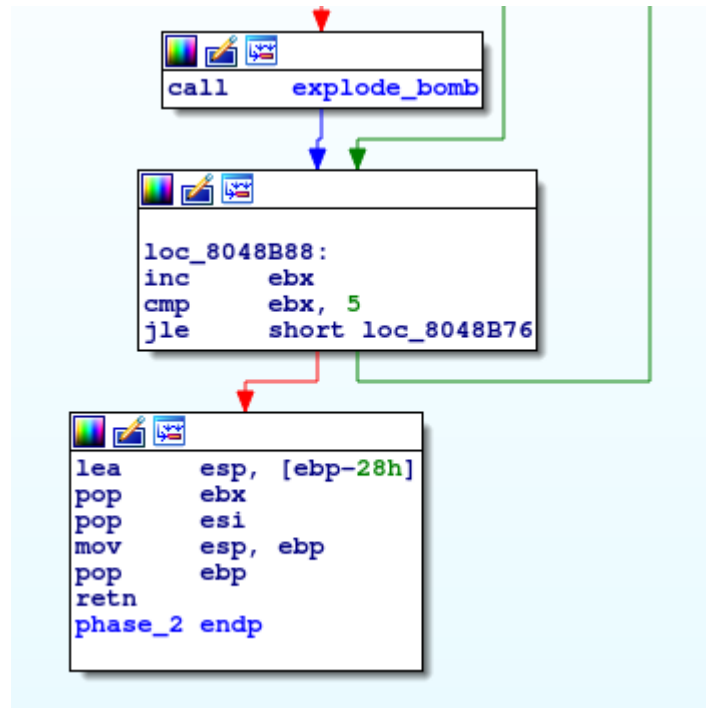 call    explode_bomb
loc_8048B88:
inc     ebx
cmp     ebx, 5
jle     short loc_8048B76
lea     esp, [ebp-28h]
pop     ebx
pop     esi
mov     esp, ebp
pop     ebp
retn
phase_2 endp